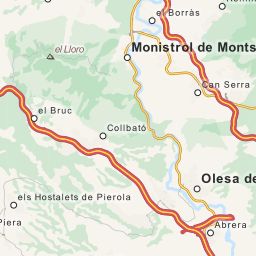 el Borràs
el Lloro
Monistrol de Monts
Can Serra
el Bruc
Collbató
Olesa de
els Hostalets de Pierola
Piera
Abrera